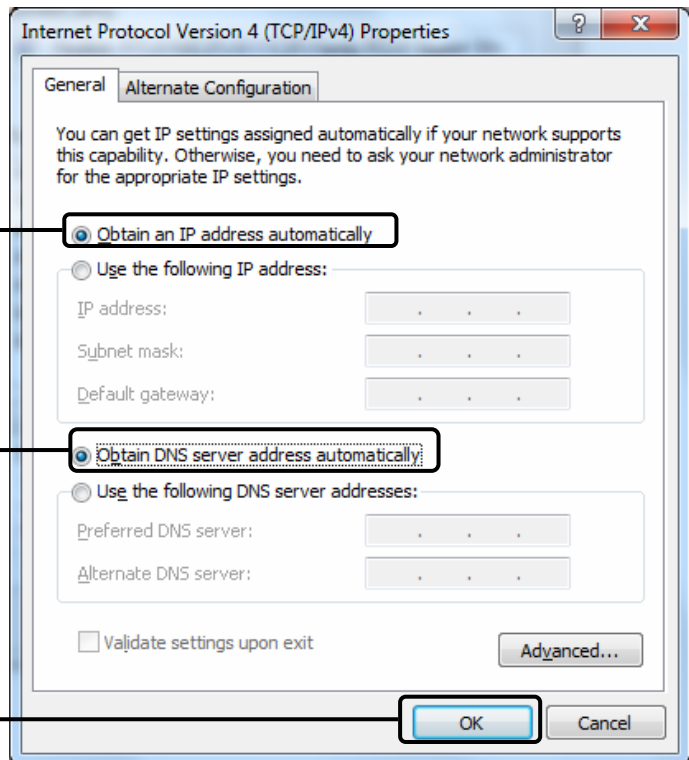 Internet Protocol Version 4 (TCP/IPv4) Properties
?
General
Alternate Configuration
You can get IP settings assigned automatically if your network supports
this capability. Otherwise, you need to ask your network administrator
for the appropriate IP settings.
Obtain an IP address automatically
Use the following IP address:
IP address:
Subnet mask:
Default gateway:
Obtain DNS server address automatically
Use the following DNS server addresses:
Preferred DNS server:
Alternate DNS server:
Validate settings upon exit
Advanced...
OK
Cancel